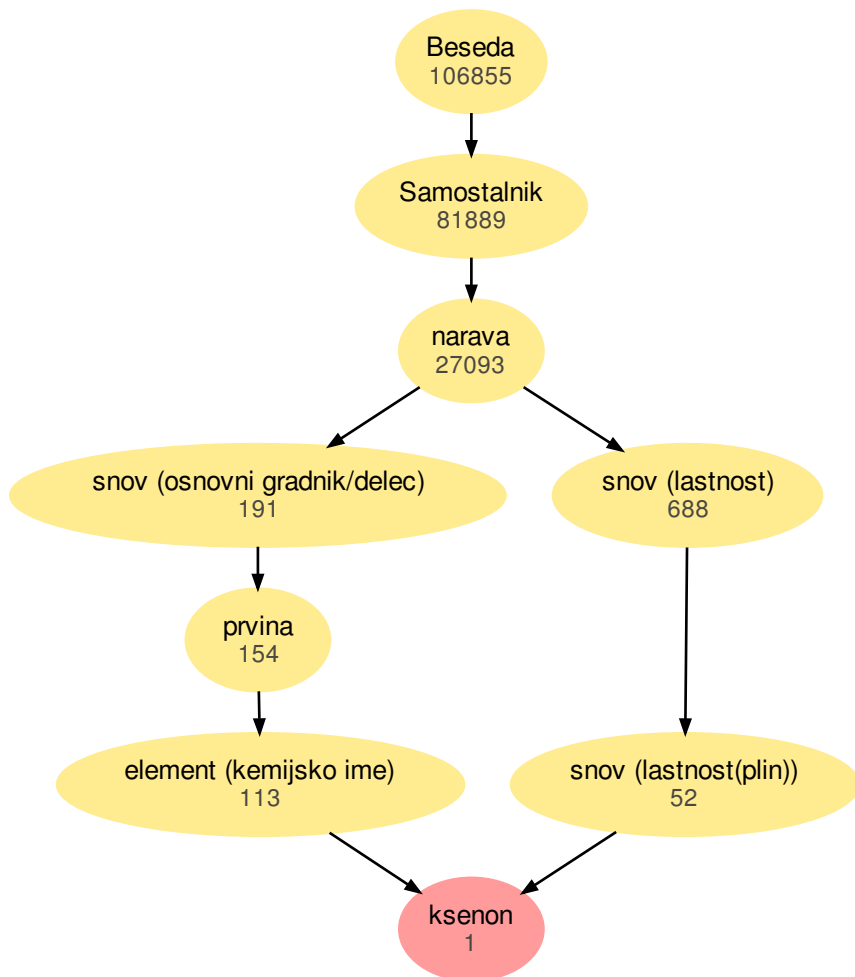 Beseda
106855
Samostalnik
81889
narava
27093
snov (osnovni gradnik/delec)
191
snov (lastnost)
688
prvina
154
element (kemijsko ime)
113
snov (lastnost(plin))
52
ksenon
1